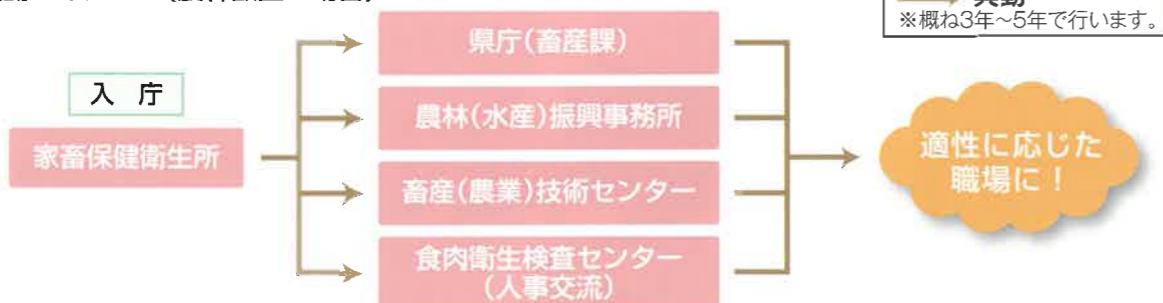 異動
※概ね3年～5年で行います。
入 庁
家畜保健衛生所
県庁(畜産課)
農林(水産)振興事務所
畜産(農業)技術センター
食肉衛生検査センター
(人事交流)
適性に応じた
職場に！